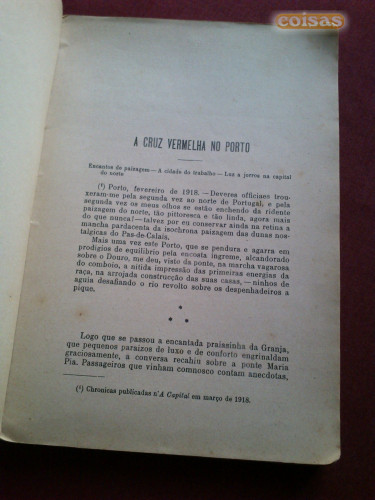 coisas
A CRUZ VERMELHA NO PORTO
Encantos de paizagem—A cidade do trabalho—Luz a jorros na capital
do norte
(¹) Porto, fevereiro de 1918.—Deveres officiaes trou-
xeram-me pela segunda vez ao norte de Portugal, e pela
segunda vez os meus olhos se estão enchendo da ridente
paizagem do norte, tão pittoresca e tão linda, agora mais
do que nunca!—talvez por eu conservar ainda na retina a
mancha pardacenta da isochrona paizagem das dunas nos-
talgicas do Pas-de-Calais.
Mais uma vez este Porto, que se pendura e agarra em
prodigios de equilibrio pela encosta ingreme, alcandorado
sobre o Douro, me deu, visto da ponte, na marcha vagarosa
do comboio, a nitida impressão das primeiras energias da
raça, na arrojada construcção das suas casas,—ninhos de
aguia desafiando o rio revolto sobre os despenhadeiros a
pique.
*
* *
Logo que se passou a encantada praiasinha da Granja,
que pequenos paraizos de luxo e de conforto engrinaldam
graciosamente, a conversa recahiu sobre a ponte Maria
Pia. Passageiros que vinham comnosco contam anecdotas,
(¹) Chronicas publicadas n'A Capital em março de 1918.